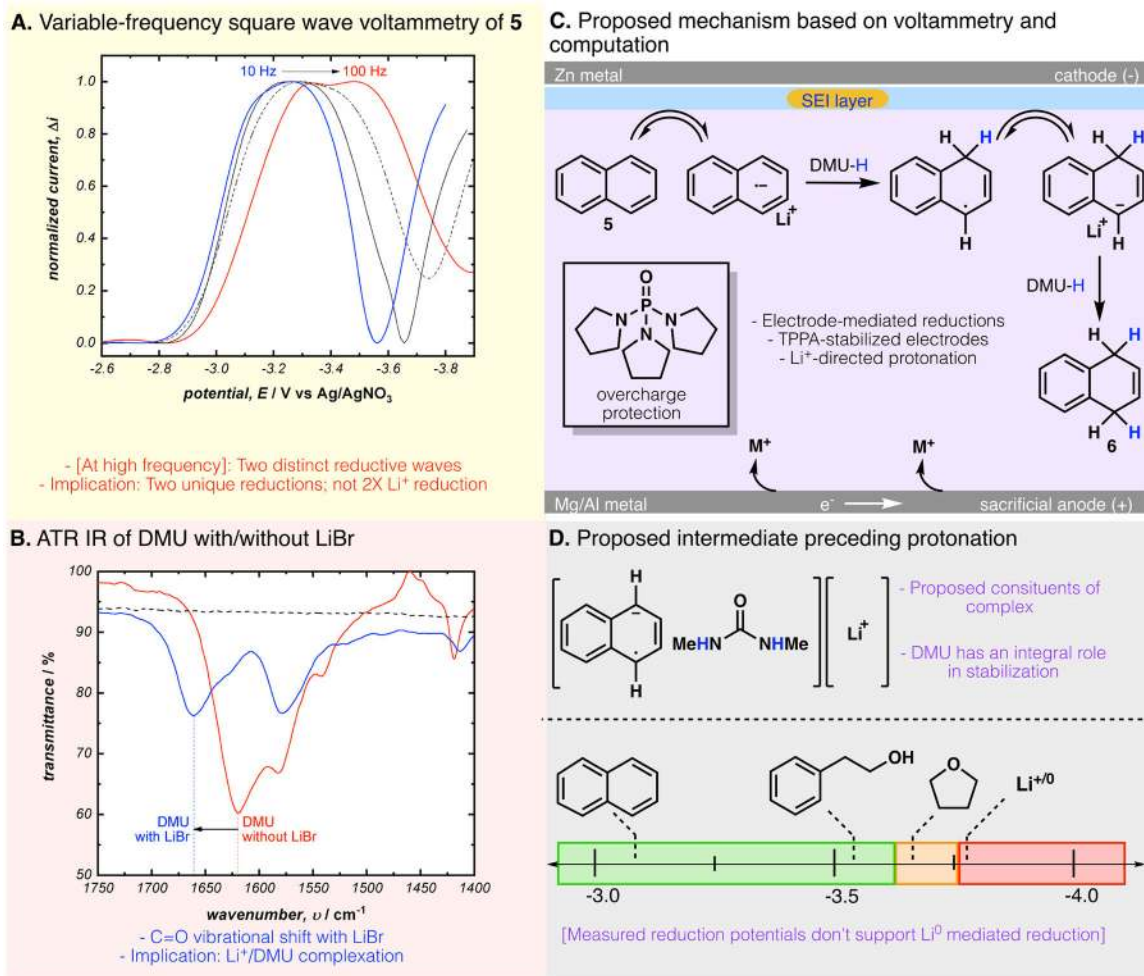 A. Variable-frequency square wave voltammetry of 5
10 Hz
100 Hz
normalized current, Δi
1.0
0.8
0.6
0.4
0.2
0.0
-2.6
-2.8
-3.0
-3.2
-3.4
-3.6
-3.8
potential, E / V vs Ag/AgNO3
- [At high frequency]: Two distinct reductive waves
- Implication: Two unique reductions; not 2X Li+ reduction
B. ATR IR of DMU with/without LiBr
transmittance / %
100
90
80
70
60
50
DMU
with LiBr
DMU
without LiBr
1750
1700
1650
1600
1550
1500
1450
1400
wavenumber, υ / cm-1
- C=O vibrational shift with LiBr
- Implication: Li+/DMU complexation
C. Proposed mechanism based on voltammetry and
computation
Zn metal
cathode (-)
SEI layer
5
·−
Li+
DMU-H
H H
·
H
H H
−
Li+
H
DMU-H
H H
H H
6
O
P
N N
N
overcharge
protection
- Electrode-mediated reductions
- TPPA-stabilized electrodes
- Li+-directed protonation
M+
M+
Mg/Al metal
e-
sacrificial anode (+)
D. Proposed intermediate preceding protonation
H
−
·
H
O
MeHN
NHMe
Li+
- Proposed consituents of
complex
- DMU has an integral role
in stabilization
OH
O
Li+/0
-3.0
-3.5
-4.0
[Measured reduction potentials don't support Li0 mediated reduction]